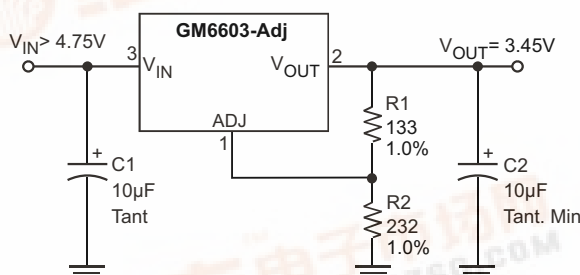 GM6603-Adj
V_IN> 4.75V
V_OUT= 3.45V
3
V_IN
V_OUT
2
ADJ
1
R1
133
1.0%
+
C1
10µF
Tant
+
C2
10µF
Tant. Min
R2
232
1.0%